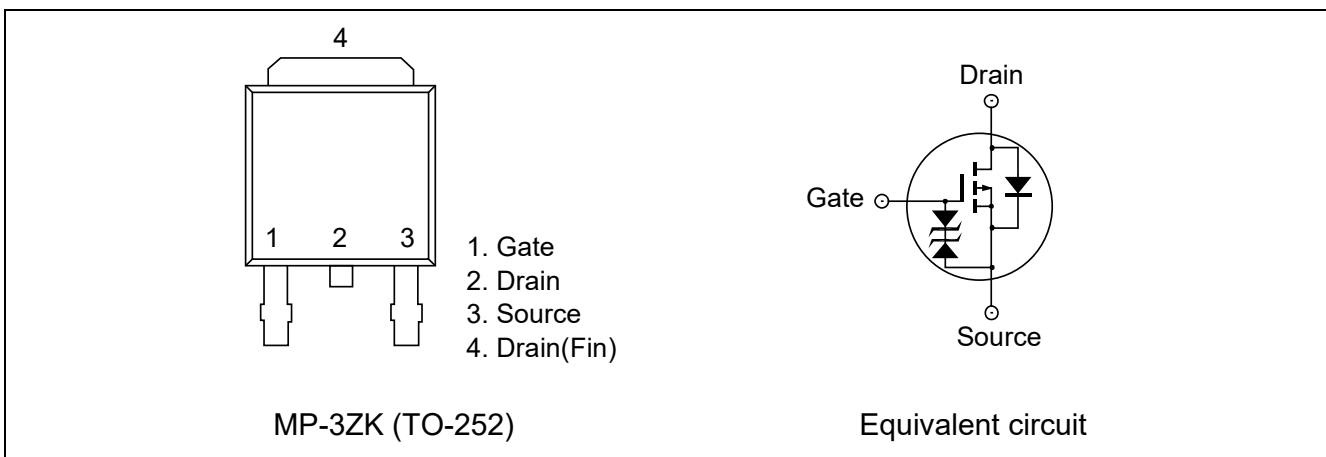 4
1 2 3
1. Gate
2. Drain
3. Source
4. Drain(Fin)
MP-3ZK (TO-252)
Drain
Gate
Source
Equivalent circuit